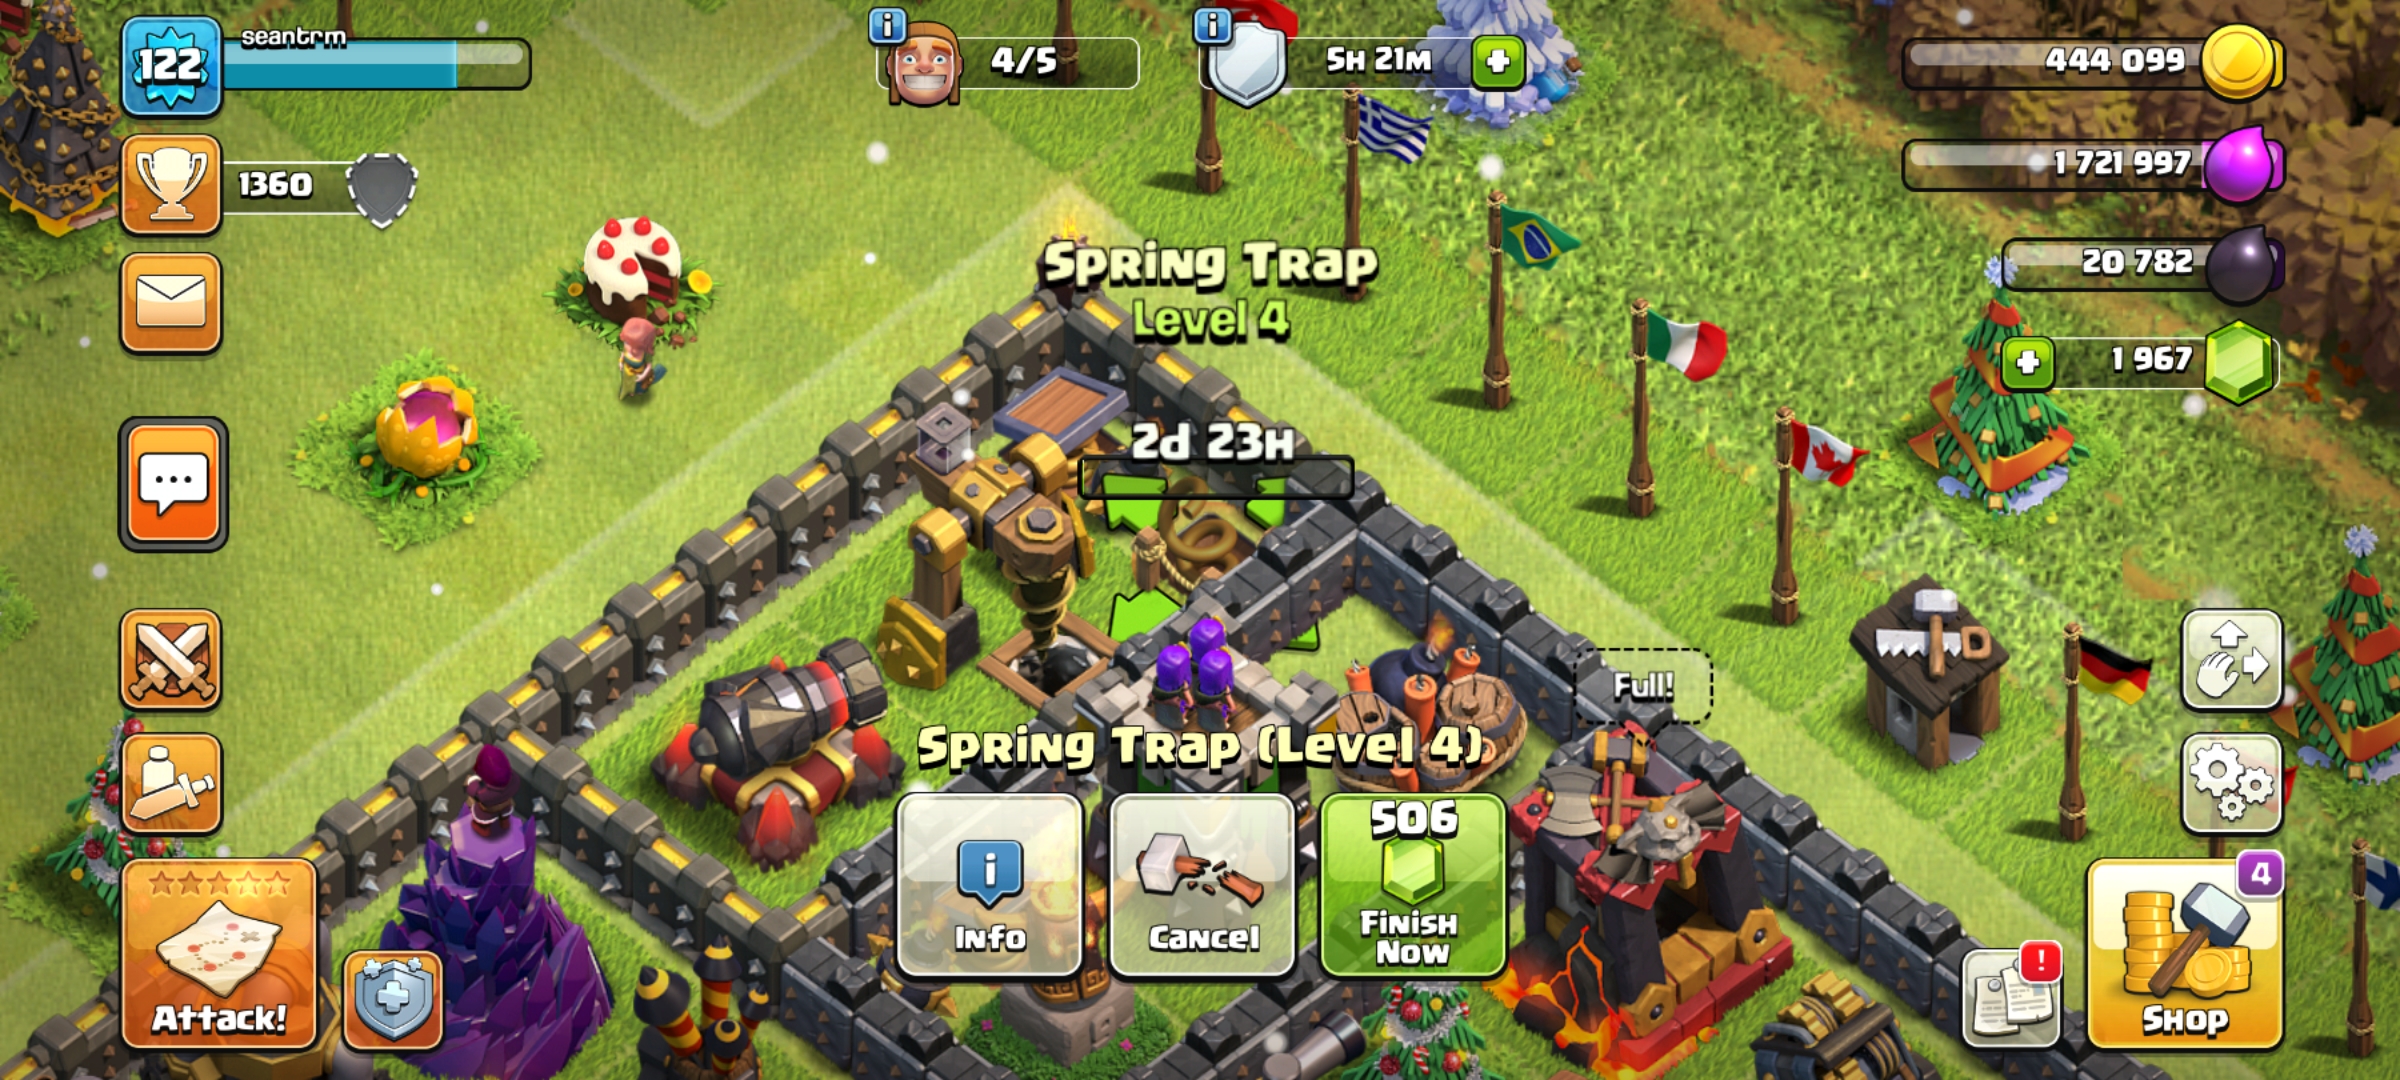 122
seantrm
4/5
5H 21M
444 099
1360
1 721 997
20 782
1 967
Spring Trap
Level 4
2d 23H
Full!
Spring Trap (Level 4)
506
Info
Cancel
Finish
Now
Attack!
!
4
Shop